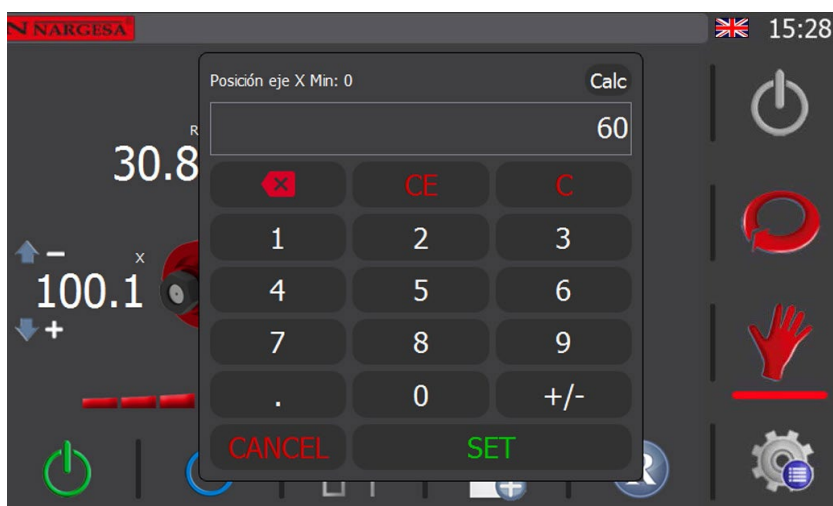 NARGESA
15:28
Posición eje X Min: 0
Calc
60
R
30.8
CE
C
1
2
3
X
100.1
4
5
6
7
8
9
.
0
+/-
CANCEL
SET
R